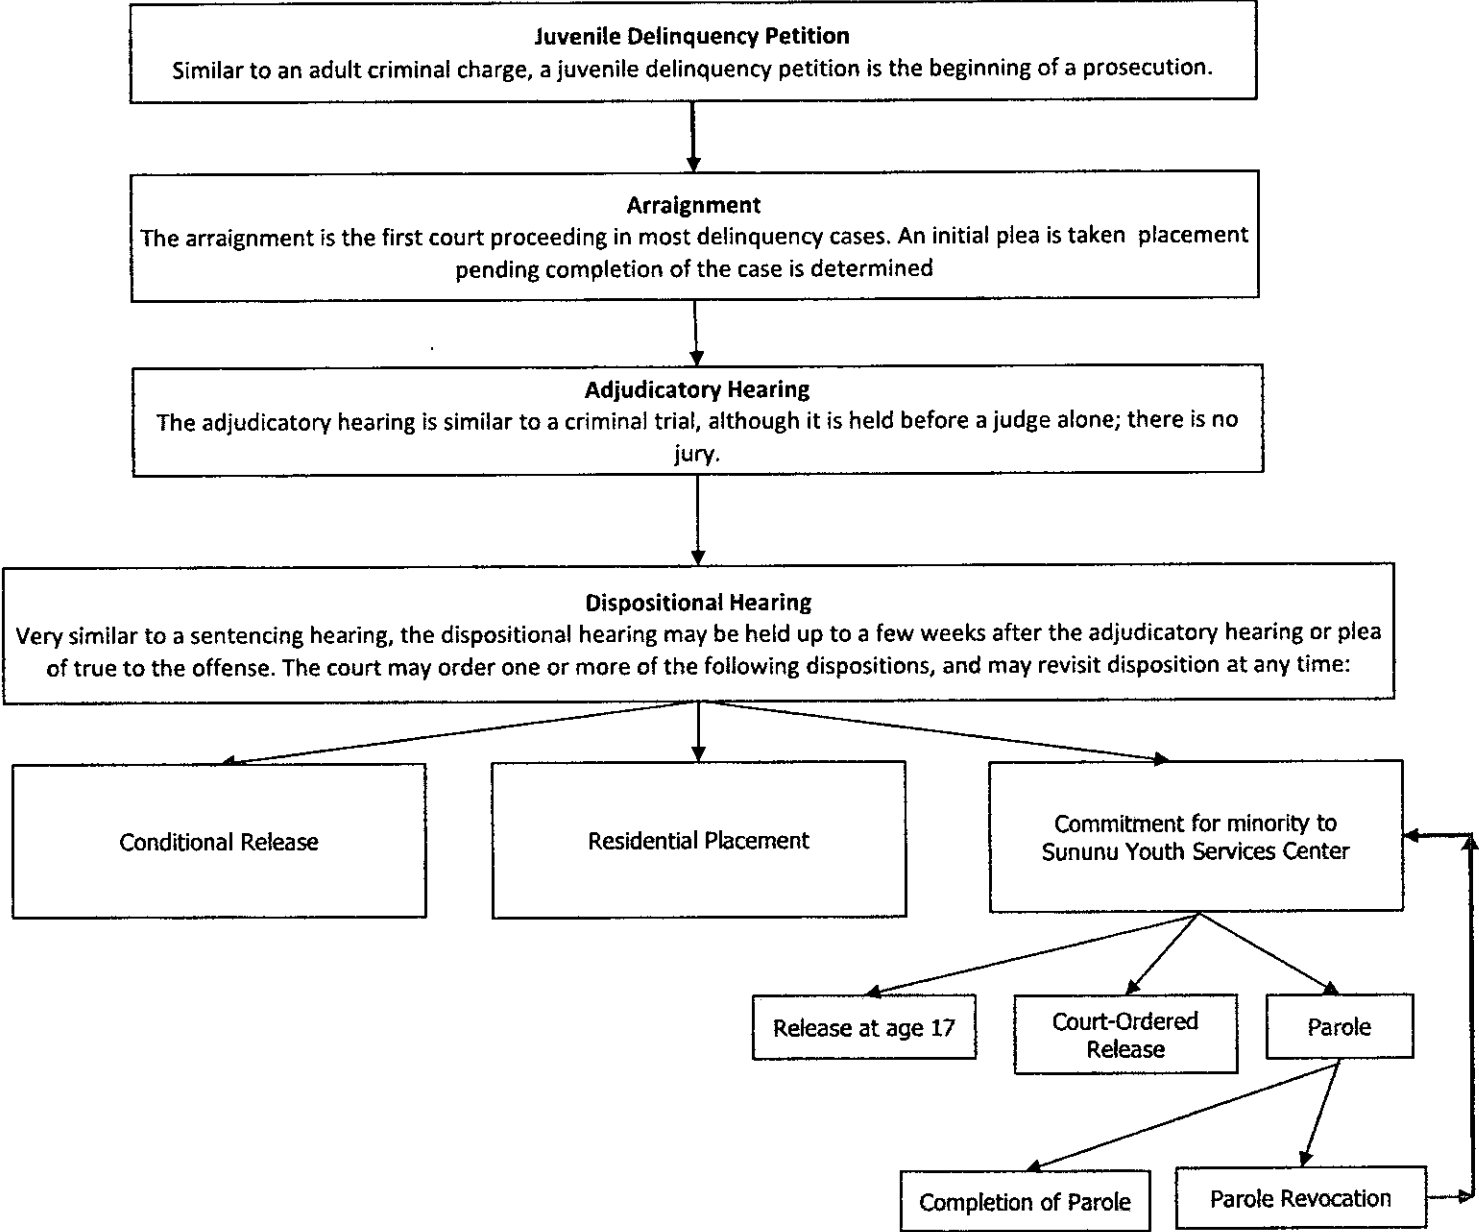 Juvenile Delinquency Petition
Similar to an adult criminal charge, a juvenile delinquency petition is the beginning of a prosecution.
Arraignment
The arraignment is the first court proceeding in most delinquency cases. An initial plea is taken  placement
pending completion of the case is determined
Adjudicatory Hearing
The adjudicatory hearing is similar to a criminal trial, although it is held before a judge alone; there is no
jury.
Dispositional Hearing
Very similar to a sentencing hearing, the dispositional hearing may be held up to a few weeks after the adjudicatory hearing or plea
of true to the offense. The court may order one or more of the following dispositions, and may revisit disposition at any time:
Conditional Release
Residential Placement
Commitment for minority to
Sununu Youth Services Center
Release at age 17
Court-Ordered
Release
Parole
Completion of Parole
Parole Revocation